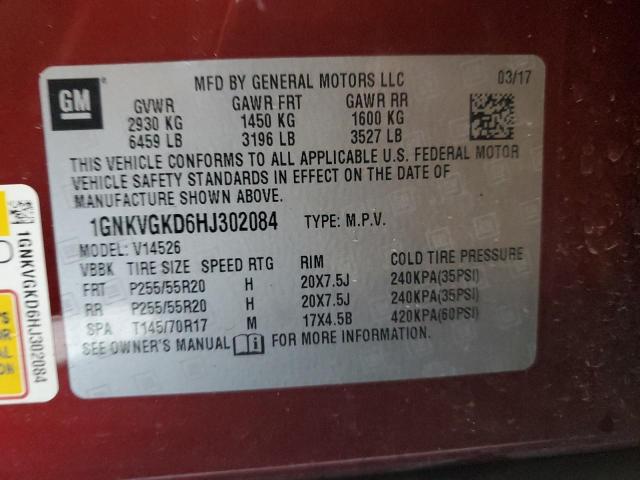 GM
MFD BY GENERAL MOTORS LLC 03/17
GVWR GAWR FRT GAWR RR
2930 KG 1450 KG 1600 KG
6459 LB 3196 LB 3527 LB
THIS VEHICLE CONFORMS TO ALL APPLICABLE U.S. FEDERAL MOTOR
VEHICLE SAFETY STANDARDS IN EFFECT ON THE DATE OF
MANUFACTURE SHOWN ABOVE.
1GNKVGKD6HJ302084 TYPE: M.P.V.
MODEL: V14526
VBBK TIRE SIZE SPEED RTG RIM COLD TIRE PRESSURE
FRT P255/55R20 H 20X7.5J 240KPA(35PSI)
RR P255/55R20 H 20X7.5J 240KPA(35PSI)
SPA T145/70R17 M 17X4.5B 420KPA(60PSI)
SEE OWNER'S MANUAL FOR MORE INFORMATION.
1GNKVGKD6HJ302084